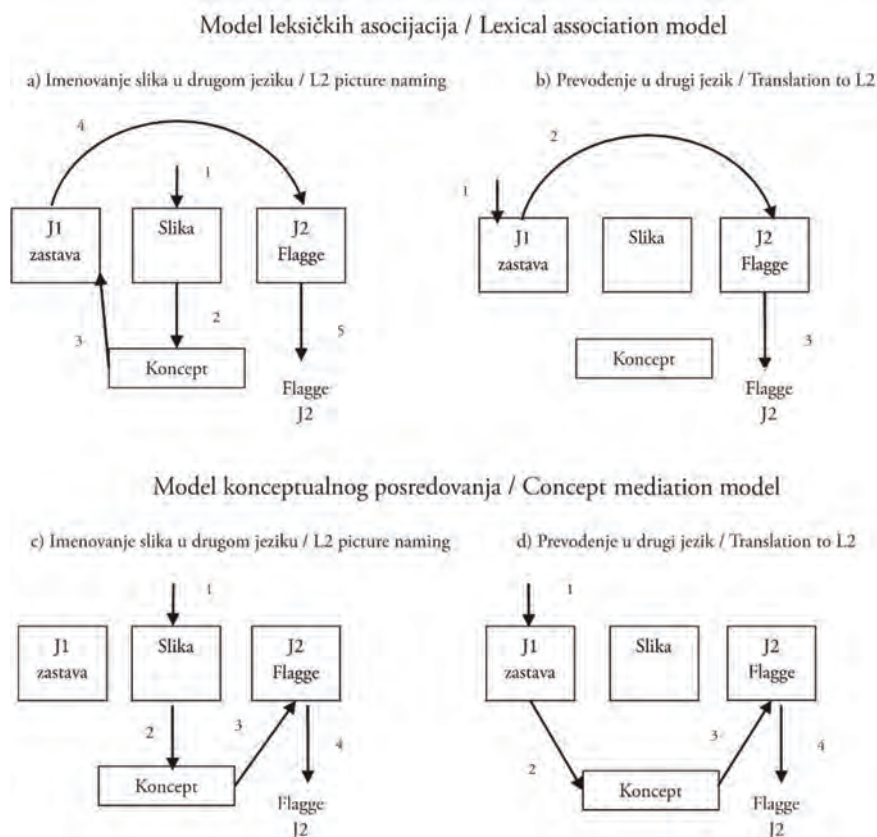 Model leksičkih asocijacija / Lexical association model
a) Imenovanje slika u drugom jeziku / L2 picture naming
b) Prevođenje u drugi jezik / Translation to L2
4
1
J1
zastava
Slika
J2
Flagge
2
3
5
Koncept
Flagge
J2
2
1
J1
zastava
Slika
J2
Flagge
3
Koncept
Flagge
J2
Model konceptualnog posredovanja / Concept mediation model
c) Imenovanje slika u drugom jeziku / L2 picture naming
d) Prevođenje u drugi jezik / Translation to L2
1
J1
zastava
Slika
J2
Flagge
2
3
4
Koncept
Flagge
J2
1
J1
zastava
Slika
J2
Flagge
2
3
4
Koncept
Flagge
J2